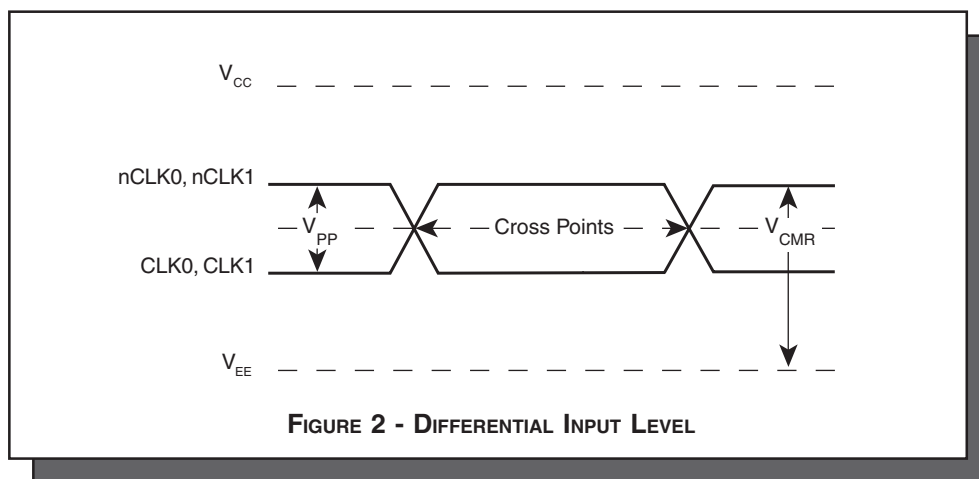 VCC
nCLK0, nCLK1
VPP
Cross Points
VCMR
CLK0, CLK1
VEE
FIGURE 2 - DIFFERENTIAL INPUT LEVEL